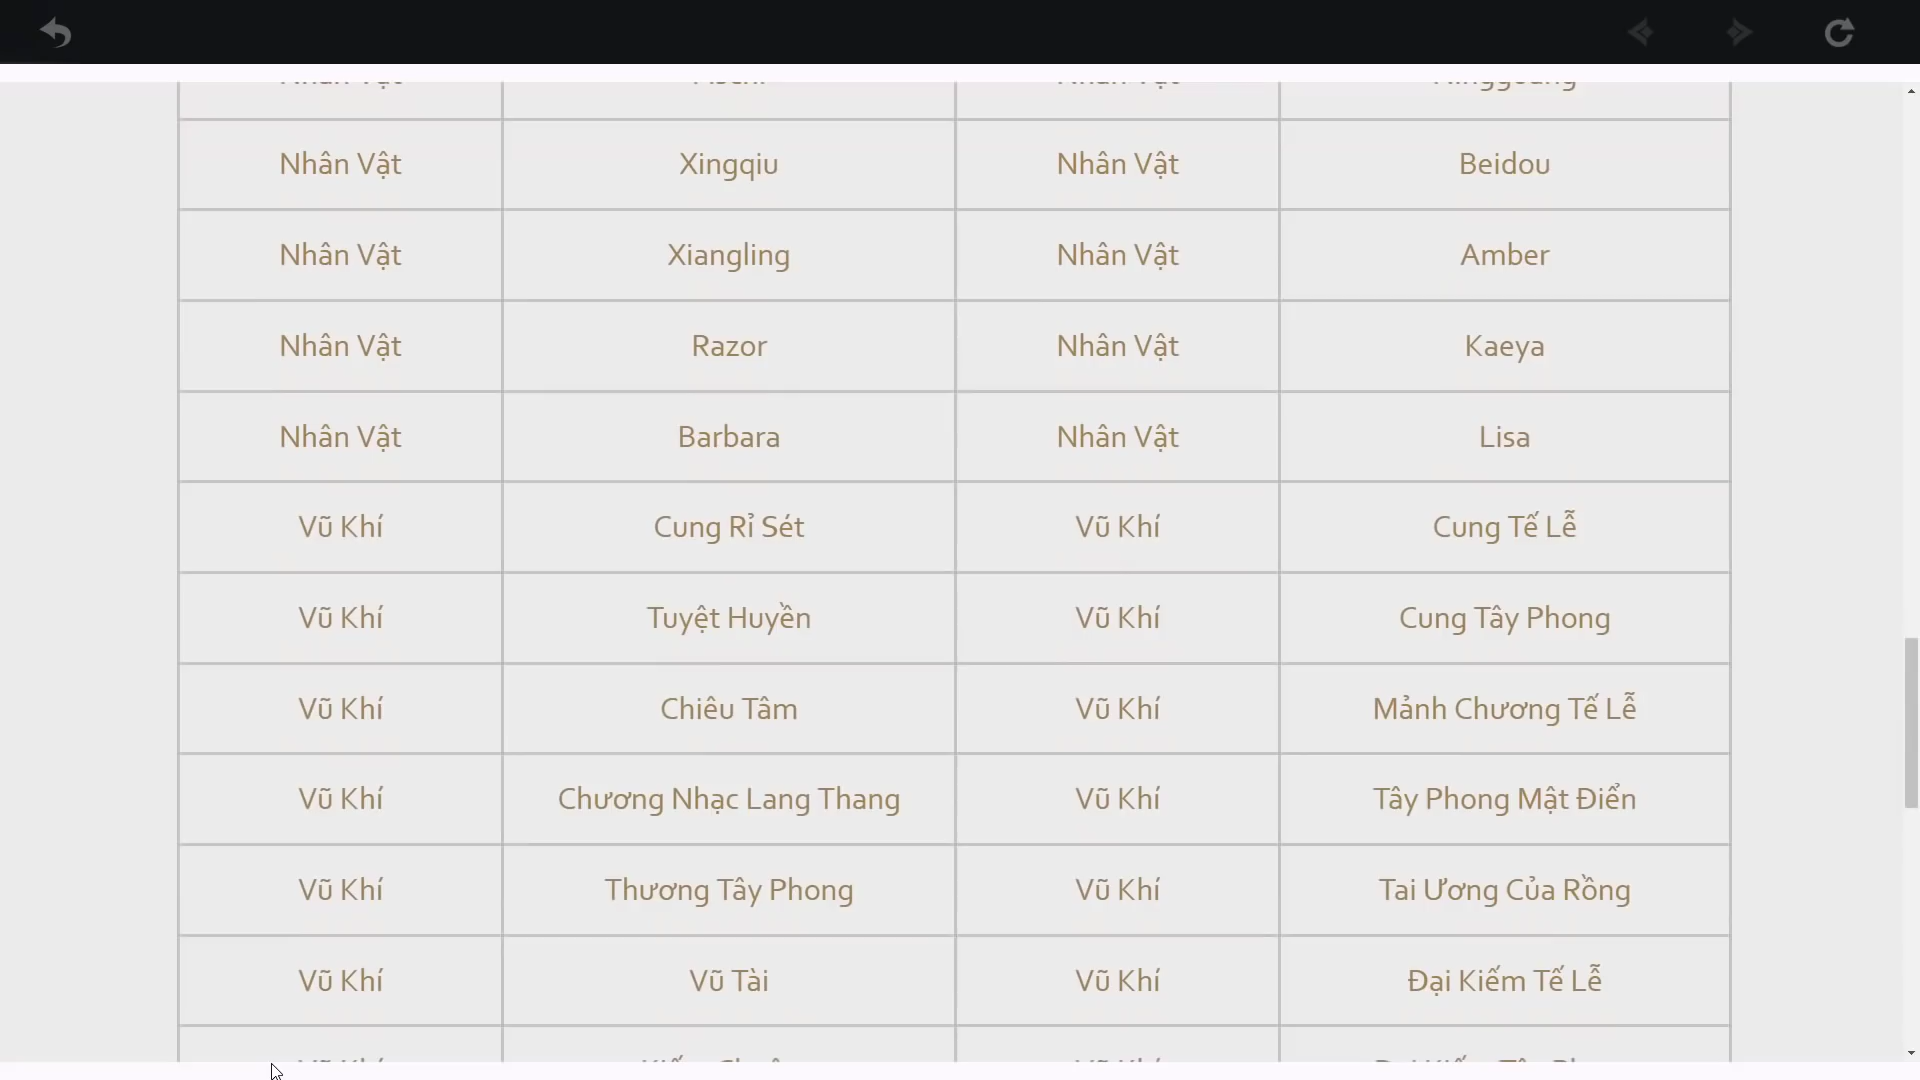 Nhân Vật Xingqiu Nhân Vật Beidou
Nhân Vật Xiangling Nhân Vật Amber
Nhân Vật Razor Nhân Vật Kaeya
Nhân Vật Barbara Nhân Vật Lisa
Vũ Khí Cung Rỉ Sét Vũ Khí Cung Tế Lễ
Vũ Khí Tuyệt Huyền Vũ Khí Cung Tây Phong
Vũ Khí Chiêu Tâm Vũ Khí Mảnh Chương Tế Lễ
Vũ Khí Chương Nhạc Lang Thang Vũ Khí Tây Phong Mật Điển
Vũ Khí Thương Tây Phong Vũ Khí Tai Ương Của Rồng
Vũ Khí Vũ Tài Vũ Khí Đại Kiếm Tế Lễ